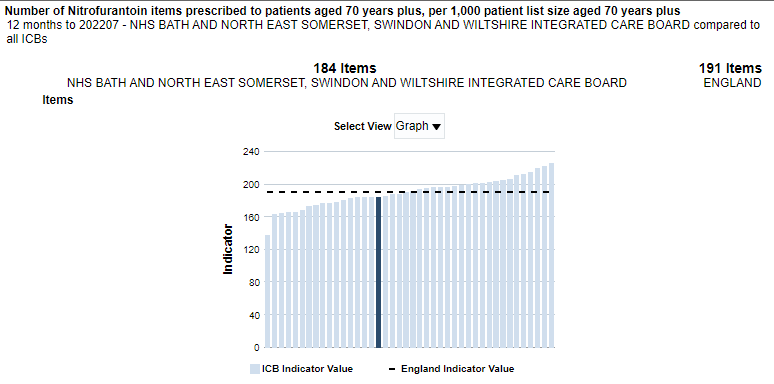 Number of Nitrofurantoin items prescribed to patients aged 70 years plus, per 1,000 patient list size aged 70 years plus
12 months to 202207 - NHS BATH AND NORTH EAST SOMERSET, SWINDON AND WILTSHIRE INTEGRATED CARE BOARD compared to
all ICBs
184 Items 191 Items
NHS BATH AND NORTH EAST SOMERSET, SWINDON AND WILTSHIRE INTEGRATED CARE BOARD ENGLAND
Items
Select View Graph
240
200
160
120
80
40
0
Indicator
ICB Indicator Value England Indicator Value